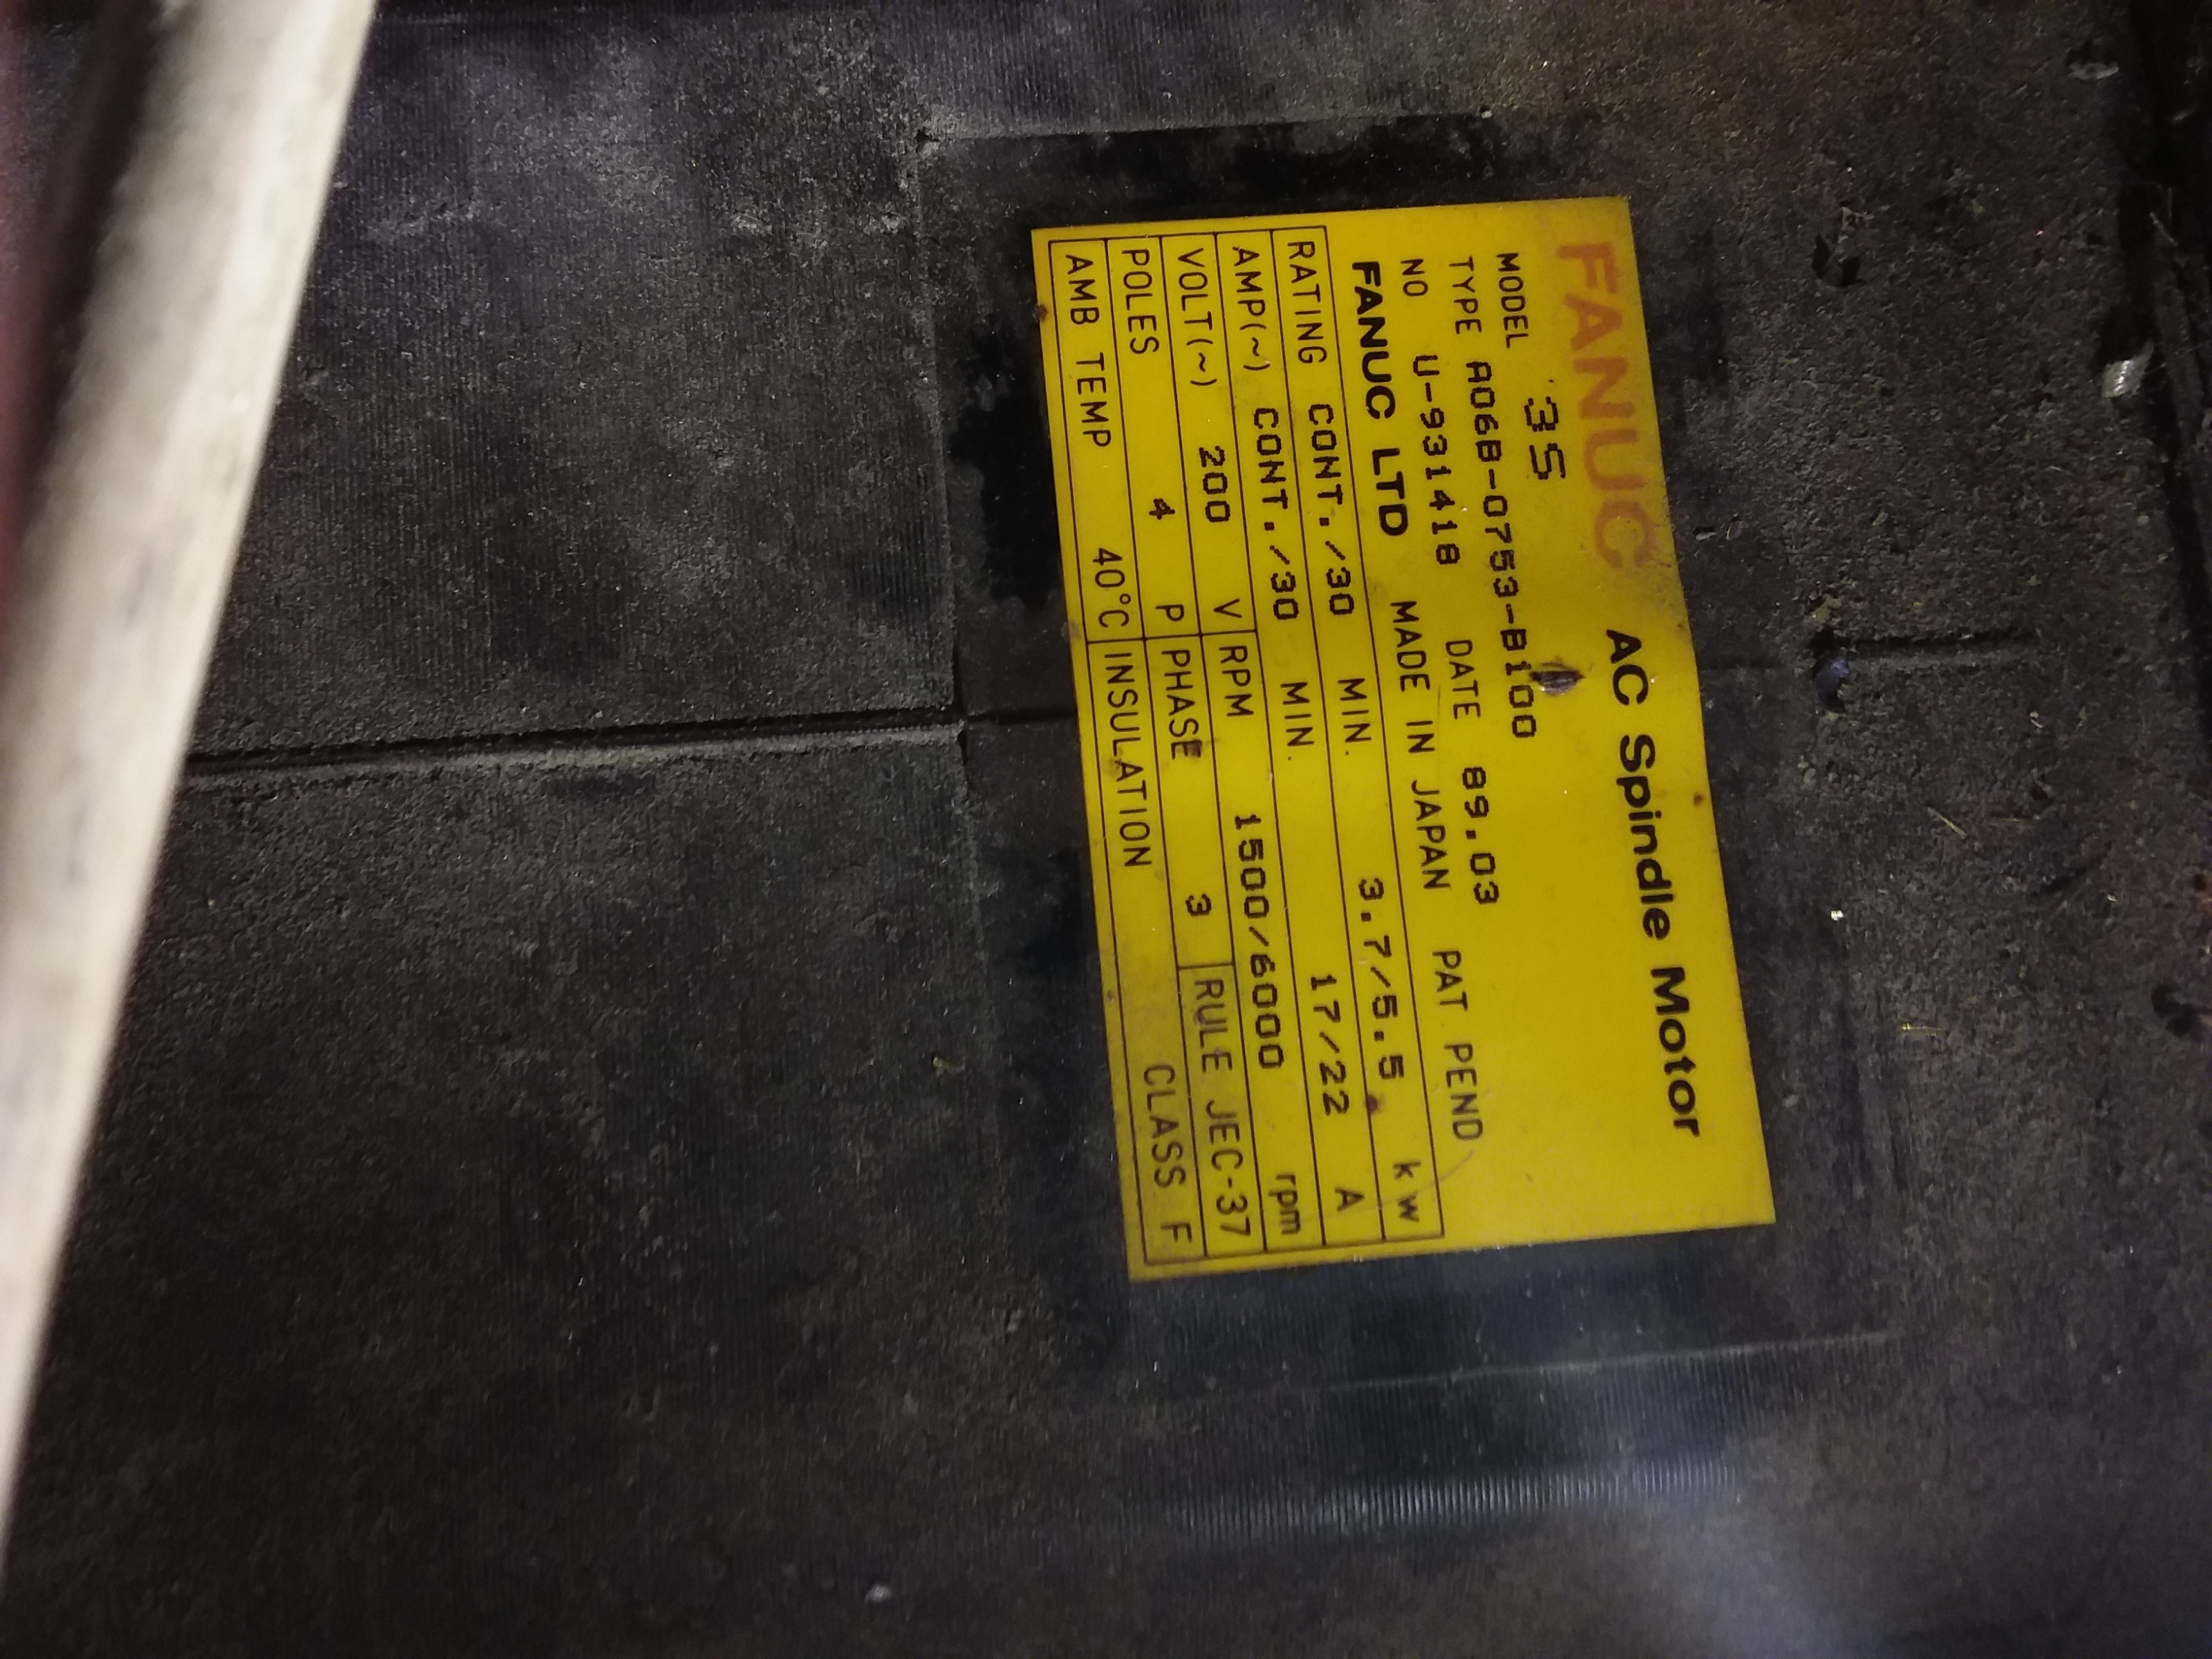 FANUC AC Spindle Motor
MODEL 3S
TYPE A06B-0753-B100
NO U-931418 DATE 89.03
FANUC LTD MADE IN JAPAN PAT PEND
RATING CONT./30 MIN. 3.7/5.5 kw
AMP(~) CONT./30 MIN. 17/22 A
VOLT(~) 200 V RPM 1500/6000 rpm
POLES 4 P PHASE 3 RULE JEC-37
AMB TEMP 40°C INSULATION CLASS F